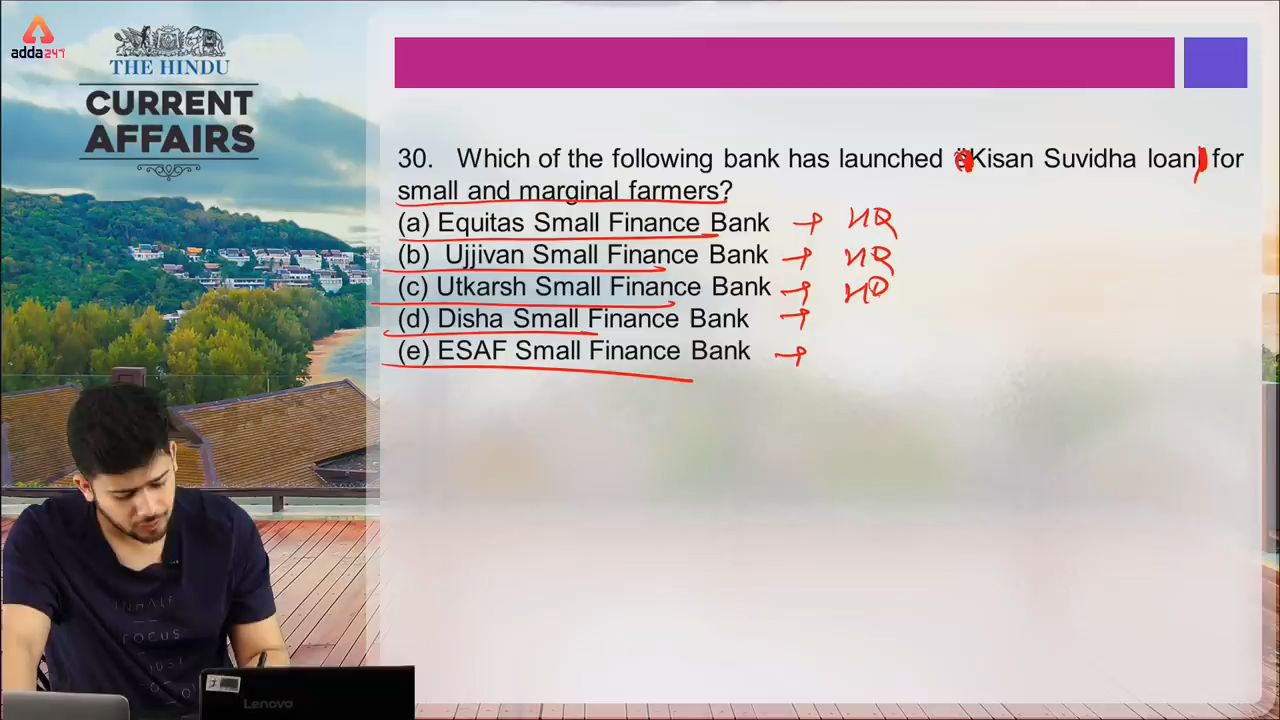 adda247
THE HINDU
CURRENT
AFFAIRS
30. Which of the following bank has launched Kisan Suvidha loan for
small and marginal farmers?
(a) Equitas Small Finance Bank → HQ
(b) Ujjivan Small Finance Bank → HQ
(c) Utkarsh Small Finance Bank → HQ
(d) Disha Small Finance Bank →
(e) ESAF Small Finance Bank →
INHALE
FOCUS
Lenovo